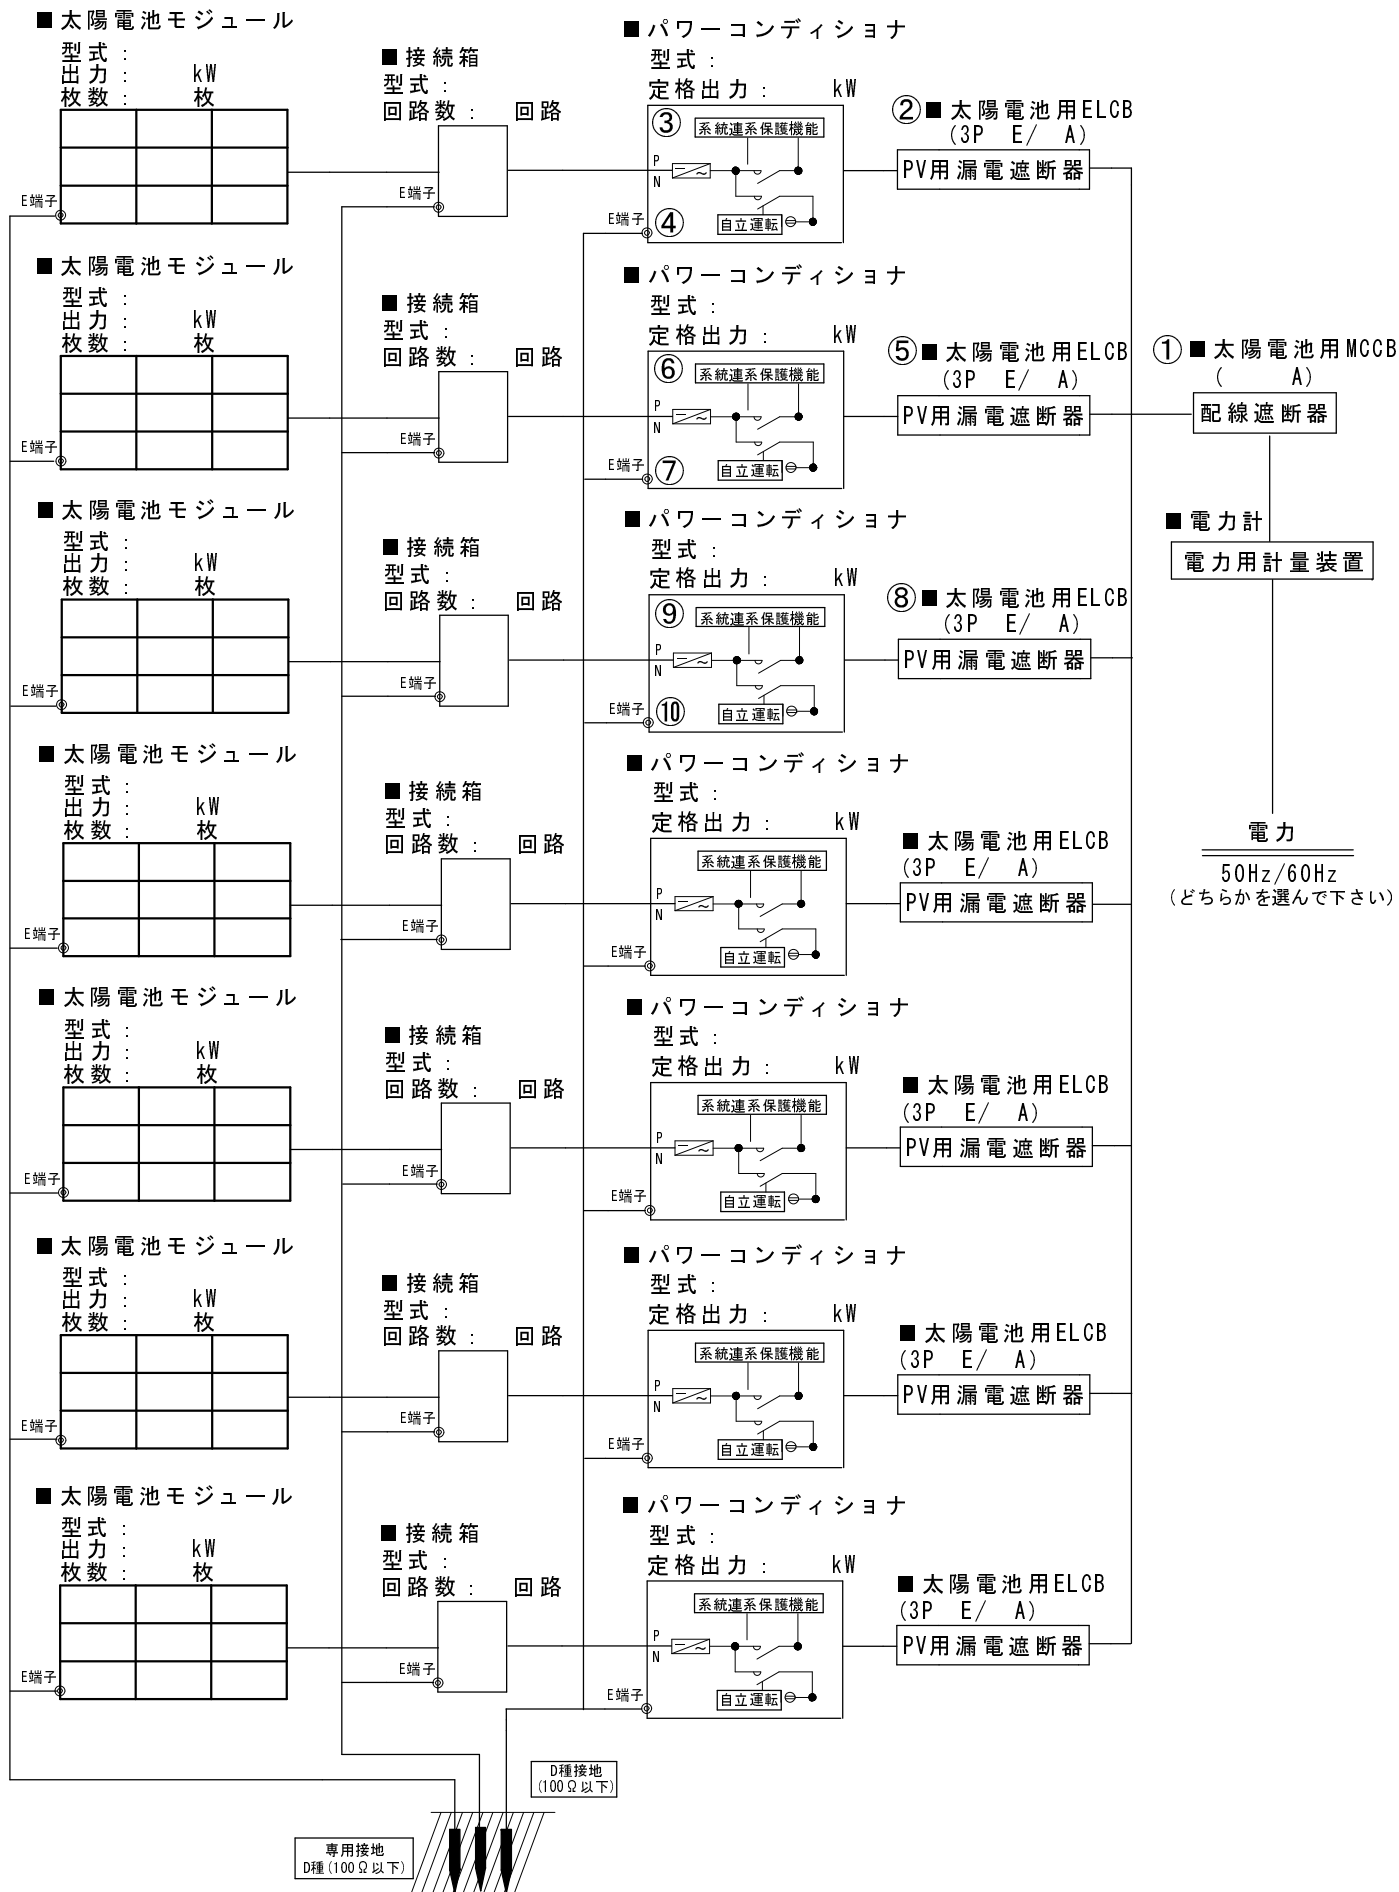 ■太陽電池モジュール
型式：
出力：　　kW
枚数：　　枚
E端子
■接続箱
型式：
回路数：　回路
E端子
■パワーコンディショナ
型式：
定格出力：　　kW
③
系統連系保護機能
P
N
自立運転
E端子
④
②■太陽電池用ELCB
(3P　E/　A)
PV用漏電遮断器
■太陽電池モジュール
型式：
出力：　　kW
枚数：　　枚
E端子
■接続箱
型式：
回路数：　回路
E端子
■パワーコンディショナ
型式：
定格出力：　　kW
⑥
系統連系保護機能
P
N
自立運転
E端子
⑦
⑤■太陽電池用ELCB
(3P　E/　A)
PV用漏電遮断器
①■太陽電池用MCCB
(　　　A)
配線遮断器
■電力計
電力用計量装置
電力
50Hz/60Hz
(どちらかを選んで下さい)
■太陽電池モジュール
型式：
出力：　　kW
枚数：　　枚
E端子
■接続箱
型式：
回路数：　回路
E端子
■パワーコンディショナ
型式：
定格出力：　　kW
⑨
系統連系保護機能
P
N
自立運転
E端子
⑩
⑧■太陽電池用ELCB
(3P　E/　A)
PV用漏電遮断器
■太陽電池モジュール
型式：
出力：　　kW
枚数：　　枚
E端子
■接続箱
型式：
回路数：　回路
E端子
■パワーコンディショナ
型式：
定格出力：　　kW
系統連系保護機能
P
N
自立運転
E端子
■太陽電池用ELCB
(3P　E/　A)
PV用漏電遮断器
■太陽電池モジュール
型式：
出力：　　kW
枚数：　　枚
E端子
■接続箱
型式：
回路数：　回路
E端子
■パワーコンディショナ
型式：
定格出力：　　kW
系統連系保護機能
P
N
自立運転
E端子
■太陽電池用ELCB
(3P　E/　A)
PV用漏電遮断器
■太陽電池モジュール
型式：
出力：　　kW
枚数：　　枚
E端子
■接続箱
型式：
回路数：　回路
E端子
■パワーコンディショナ
型式：
定格出力：　　kW
系統連系保護機能
P
N
自立運転
E端子
■太陽電池用ELCB
(3P　E/　A)
PV用漏電遮断器
■太陽電池モジュール
型式：
出力：　　kW
枚数：　　枚
E端子
■接続箱
型式：
回路数：　回路
E端子
■パワーコンディショナ
型式：
定格出力：　　kW
系統連系保護機能
P
N
自立運転
E端子
■太陽電池用ELCB
(3P　E/　A)
PV用漏電遮断器
D種接地
(100Ω以下)
専用接地
D種(100Ω以下)